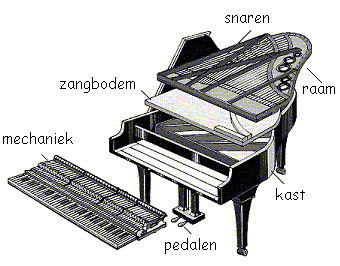 snaren
zangbodem
raam
mechaniek
kast
pedalen